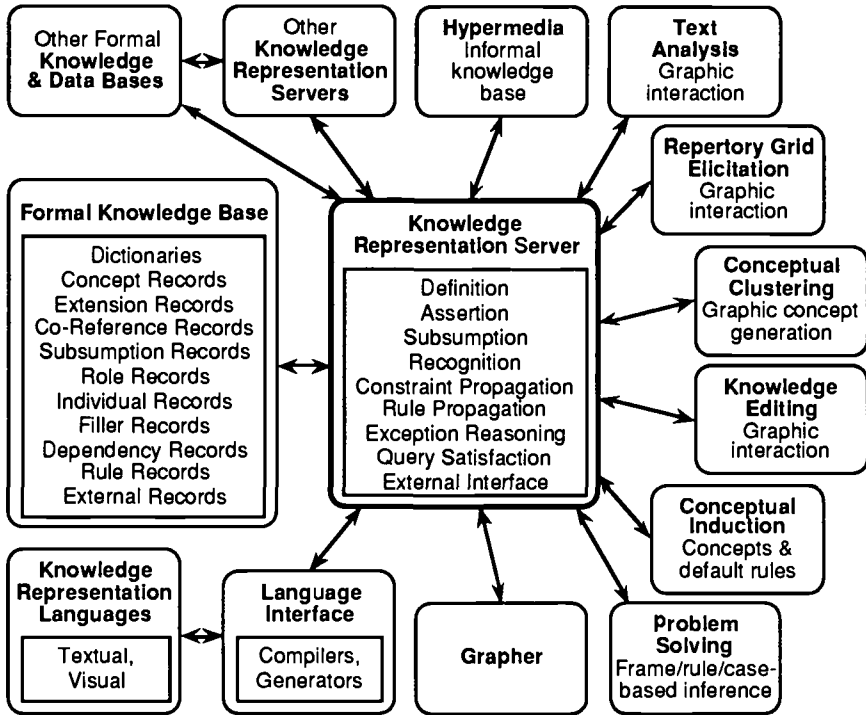 Other Formal
Knowledge
& Data Bases
Other
Knowledge
Representation
Servers
Hypermedia
Informal
knowledge
base
Text
Analysis
Graphic
interaction
Repertory Grid
Elicitation
Graphic
interaction
Formal Knowledge Base
Dictionaries
Concept Records
Extension Records
Co-Reference Records
Subsumption Records
Role Records
Individual Records
Filler Records
Dependency Records
Rule Records
External Records
Knowledge
Representation Server
Definition
Assertion
Subsumption
Recognition
Constraint Propagation
Rule Propagation
Exception Reasoning
Query Satisfaction
External Interface
Conceptual
Clustering
Graphic concept
generation
Knowledge
Editing
Graphic
interaction
Conceptual
Induction
Concepts &
default rules
Knowledge
Representation
Languages
Textual,
Visual
Language
Interface
Compilers,
Generators
Grapher
Problem
Solving
Frame/rule/case-
based inference